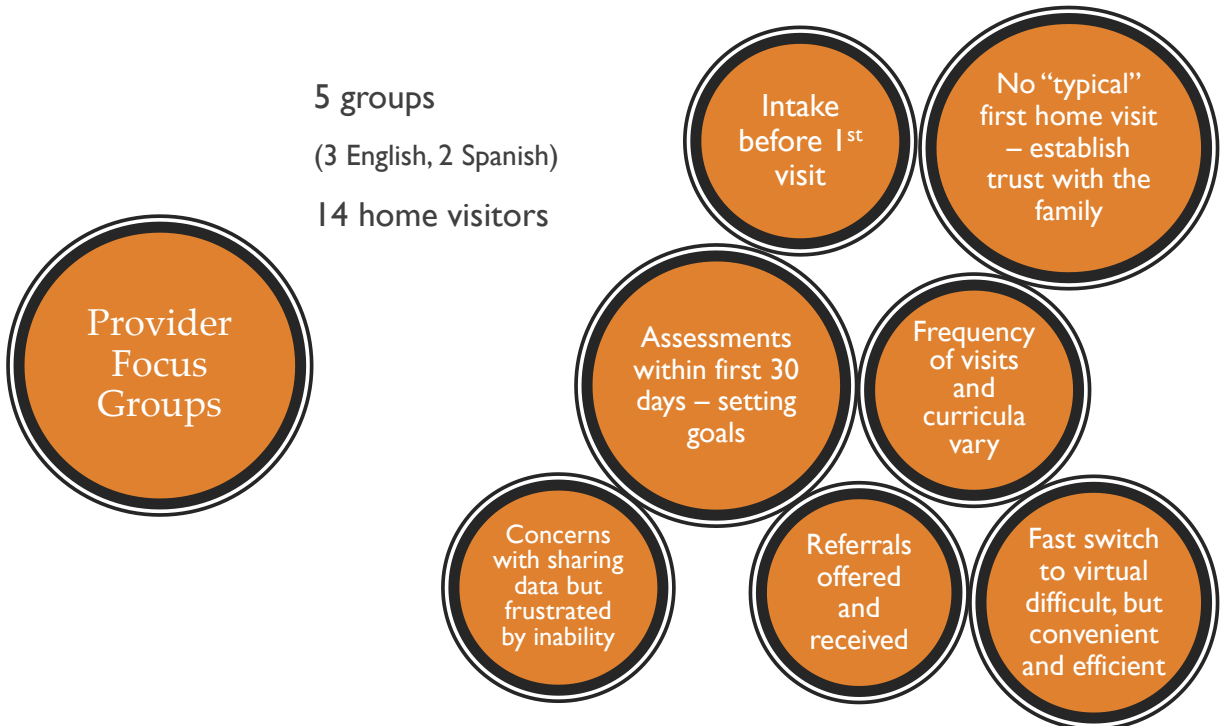 Provider
Focus
Groups
5 groups
(3 English, 2 Spanish)
14 home visitors
Intake
before 1st
visit
No “typical”
first home visit
– establish
trust with the
family
Assessments
within first 30
days – setting
goals
Frequency
of visits
and
curricula
vary
Concerns
with sharing
data but
frustrated
by inability
Referrals
offered
and
received
Fast switch
to virtual
difficult, but
convenient
and efficient